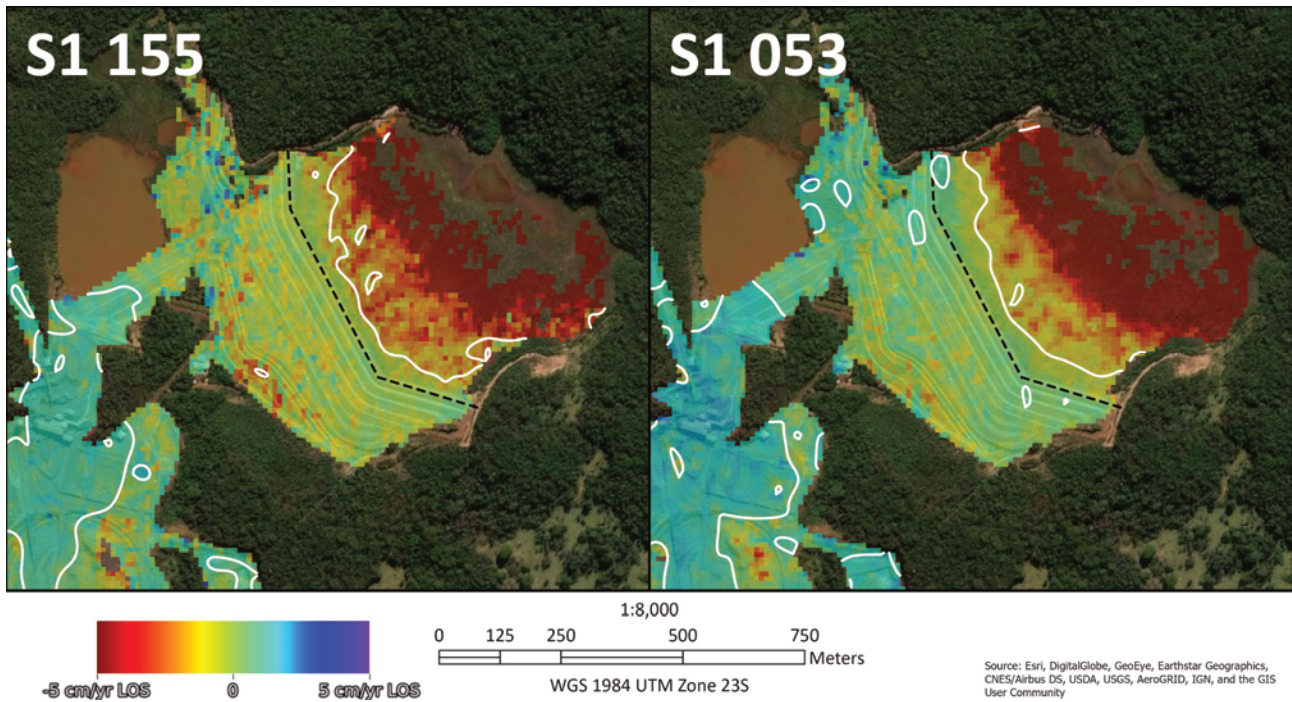 S1 155
S1 053
1:8,000
0 125 250 500 750
Meters
-5 cm/yr LOS 0 5 cm/yr LOS
WGS 1984 UTM Zone 23S
Source: Esri, DigitalGlobe, GeoEye, Earthstar Geographics,
CNES/Airbus DS, USDA, USGS, AeroGRID, IGN, and the GIS
User Community